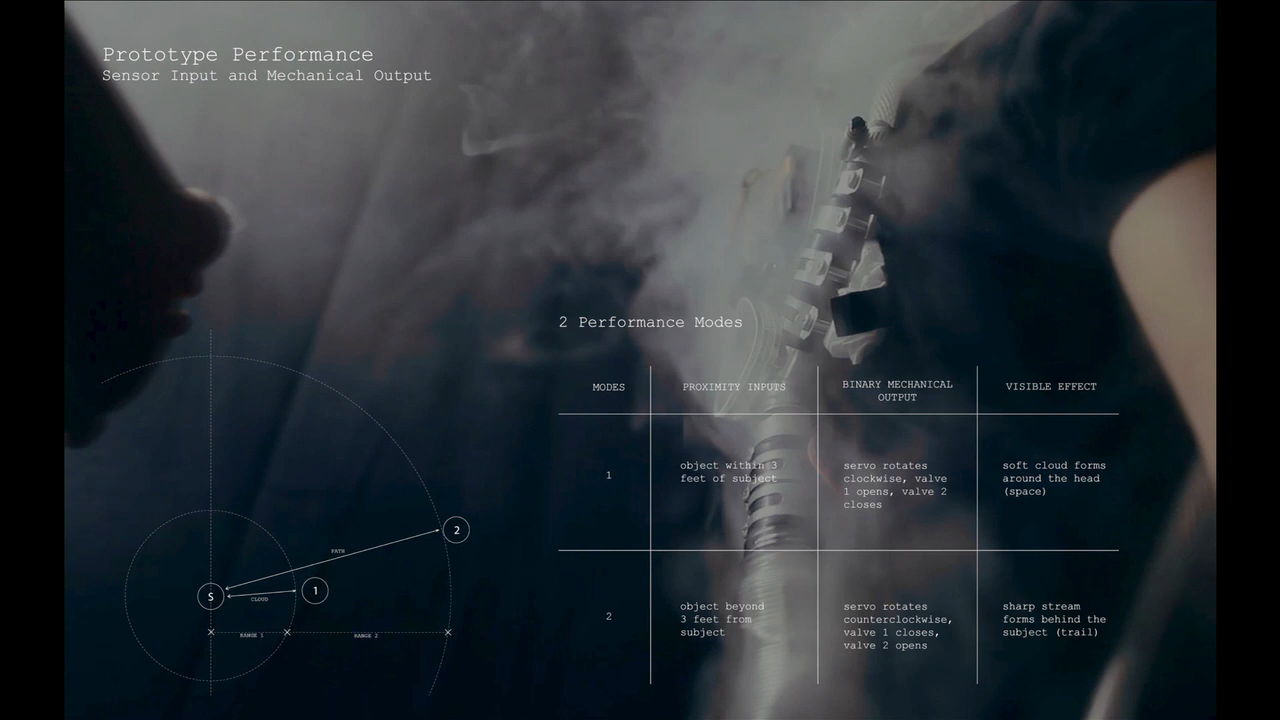 Prototype Performance
Sensor Input and Mechanical Output
2 Performance Modes
MODES
PROXIMITY INPUTS
BINARY MECHANICAL
OUTPUT
VISIBLE EFFECT
1
object within 3
feet of subject
servo rotates
clockwise, valve
1 opens, valve 2
closes
soft cloud forms
around the head
(space)
2
object beyond
3 feet from
subject
servo rotates
counterclockwise,
valve 1 closes,
valve 2 opens
sharp stream
forms behind the
subject (trail)
2
PATH
S
1
CLOUD
RANGE 1
RANGE 2